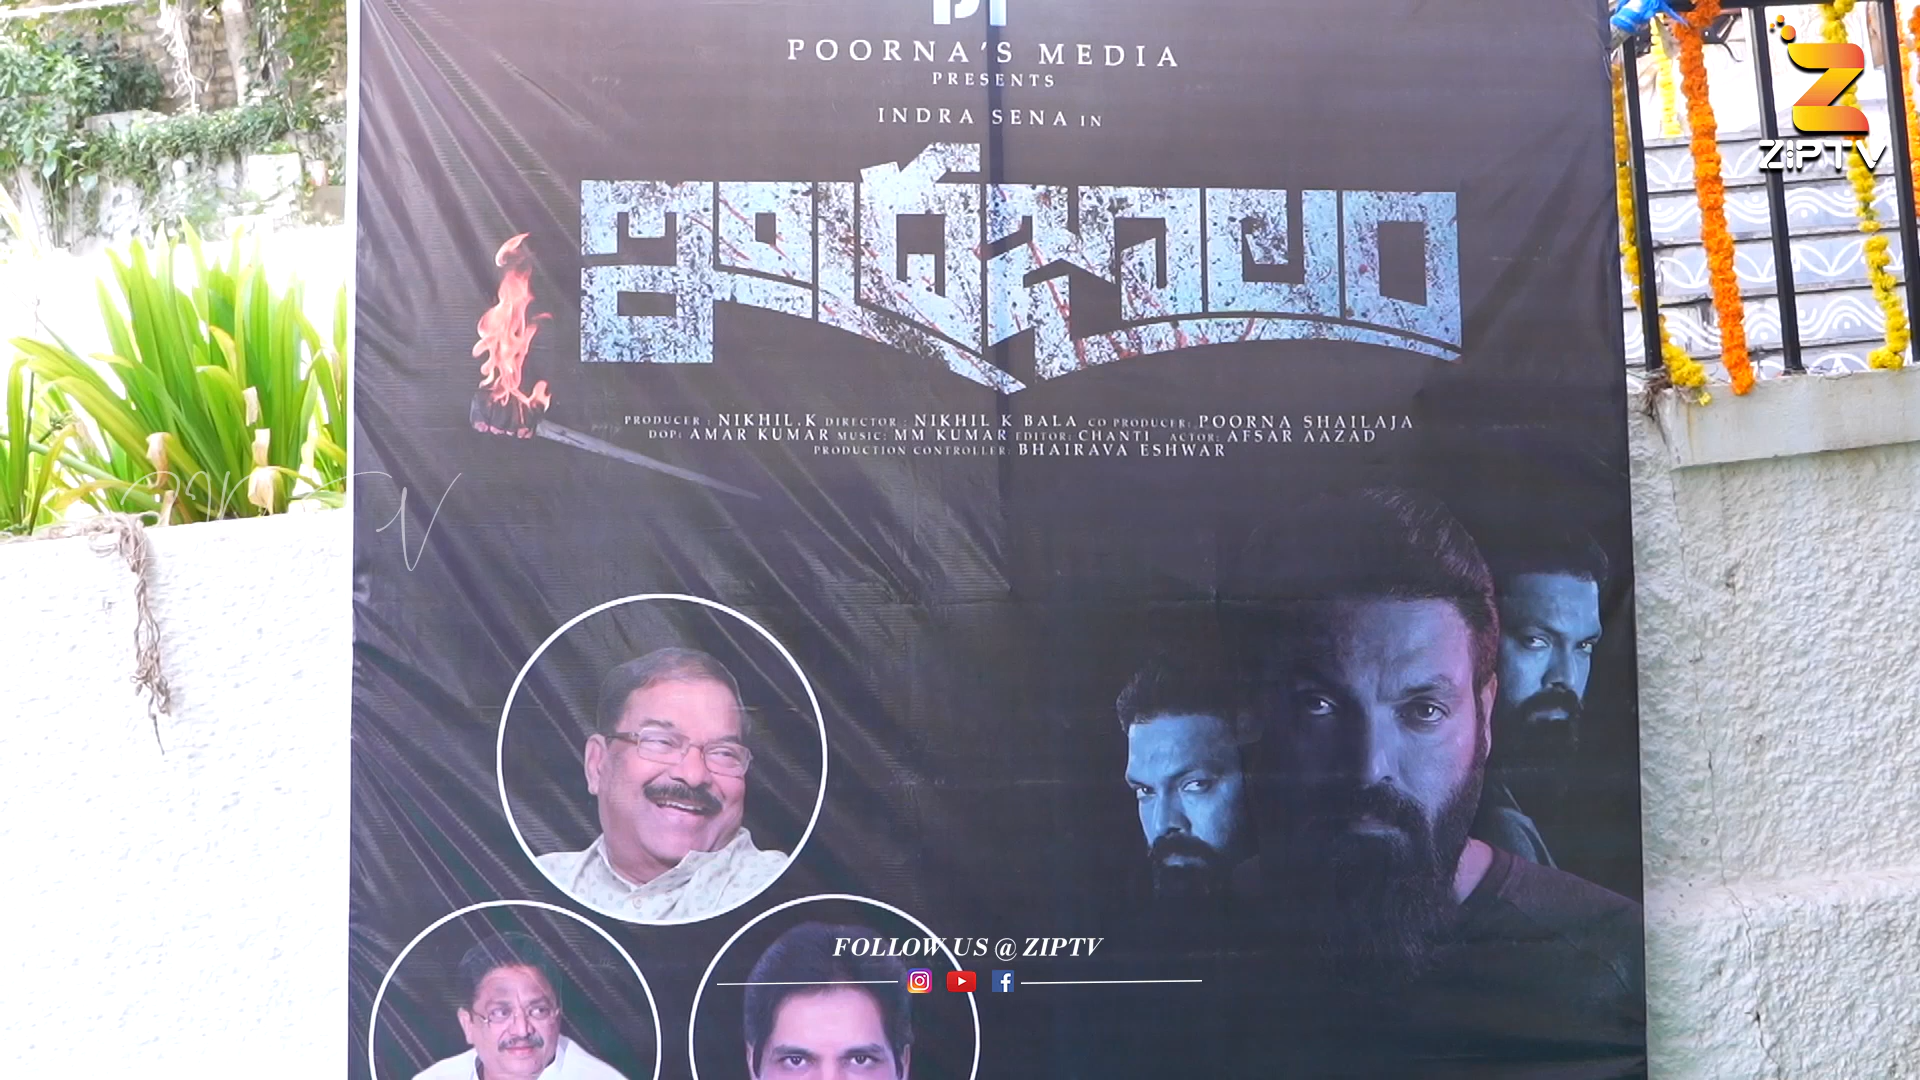 POORNA'S MEDIA
PRESENTS
INDRA SENA IN
ఇంద్రజాలం
PRODUCER : NIKHIL.K DIRECTOR : NIKHIL K BALA CO PRODUCER: POORNA SHAILAJA
DOP: AMAR KUMAR MUSIC: MM KUMAR EDITOR: CHANTI ACTOR: AFSAR AAZAD
PRODUCTION CONTROLLER: BHAIRAVA ESHWAR
ZIPTV
FOLLOW US @ ZIPTV